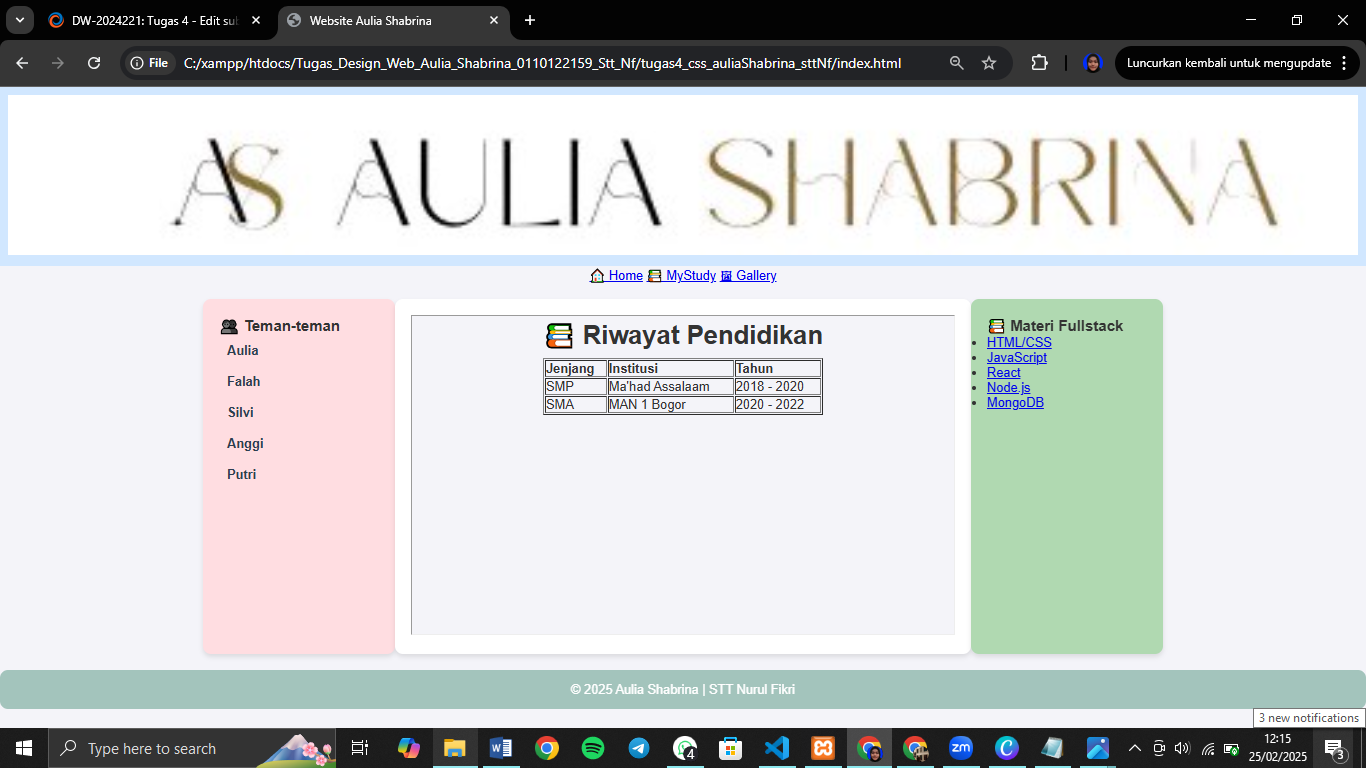 DW-2024221: Tugas 4 - Edit sub
Website Aulia Shabrina
File
C:/xampp/htdocs/Tugas_Design_Web_Aulia_Shabrina_0110122159_Stt_Nf/tugas4_css_auliaShabrina_sttNf/index.html
Luncurkan kembali untuk mengupdate
AS AULIA SHABRINA
Home MyStudy Gallery
Teman-teman
Aulia
Falah
Silvi
Anggi
Putri
Riwayat Pendidikan
Jenjang Institusi Tahun
SMP Ma'had Assalaam 2018 - 2020
SMA MAN 1 Bogor 2020 - 2022
Materi Fullstack
HTML/CSS
JavaScript
React
Node.js
MongoDB
© 2025 Aulia Shabrina | STT Nurul Fikri
3 new notifications
Type here to search
4
zm
12:15
25/02/2025
3